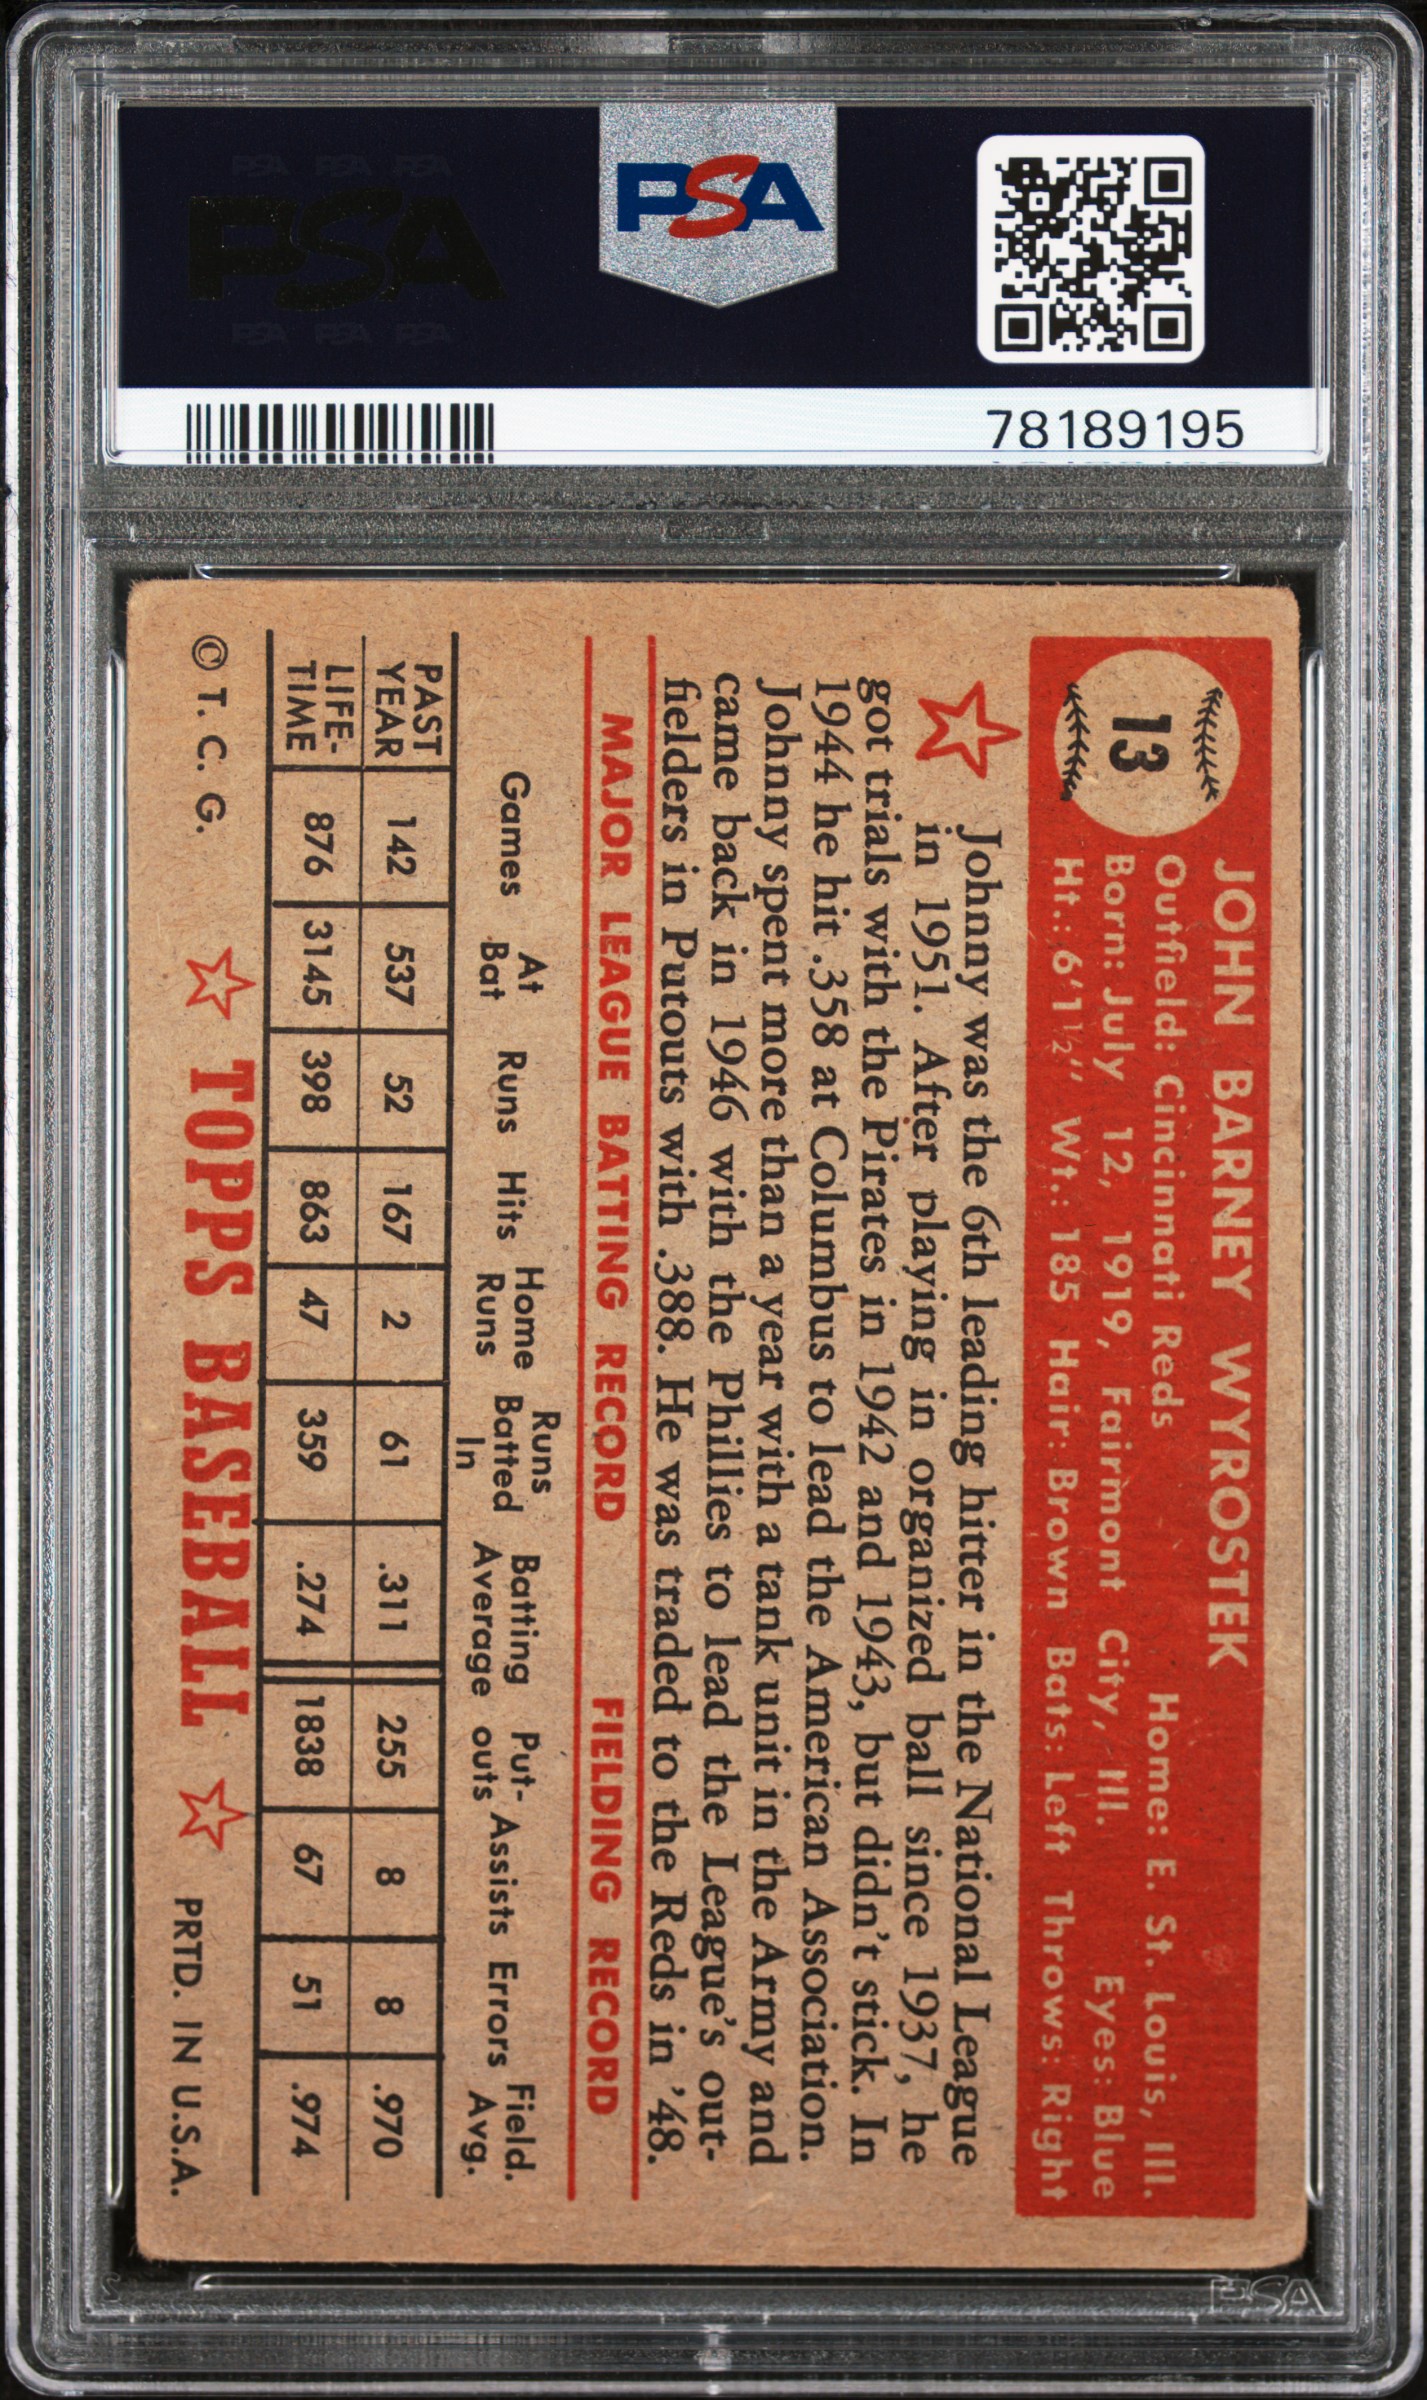 PSA PSA PSA
PSA
PSA PSA PSA
PSA
78189195
13
JOHN BARNEY WYROSTEK
Outfield: Cincinnati Reds Home: E. St. Louis, Ill.
Born: July 12, 1919, Fairmont City, Ill. Eyes: Blue
Ht.: 6'1½" Wt.: 185 Hair: Brown Bats: Left Throws: Right
Johnny was the 6th leading hitter in the National League
in 1951. After playing in organized ball since 1937, he
got trials with the Pirates in 1942 and 1943, but didn't stick. In
1944 he hit .358 at Columbus to lead the American Association.
Johnny spent more than a year with a tank unit in the Army and
came back in 1946 with the Phillies to lead the League's out-
fielders in Putouts with .388. He was traded to the Reds in '48.
MAJOR LEAGUE BATTING RECORD FIELDING RECORD
Games At Bat Runs Hits Home Runs Runs Batted In Batting Average Put-outs Assists Errors Field. Avg.
PAST YEAR 142 537 52 167 2 61 .311 255 8 8 .970
LIFE-TIME 876 3145 398 863 47 359 .274 1838 67 51 .974
© T. C. G. TOPPS BASEBALL PRTD. IN U.S.A.
PSA